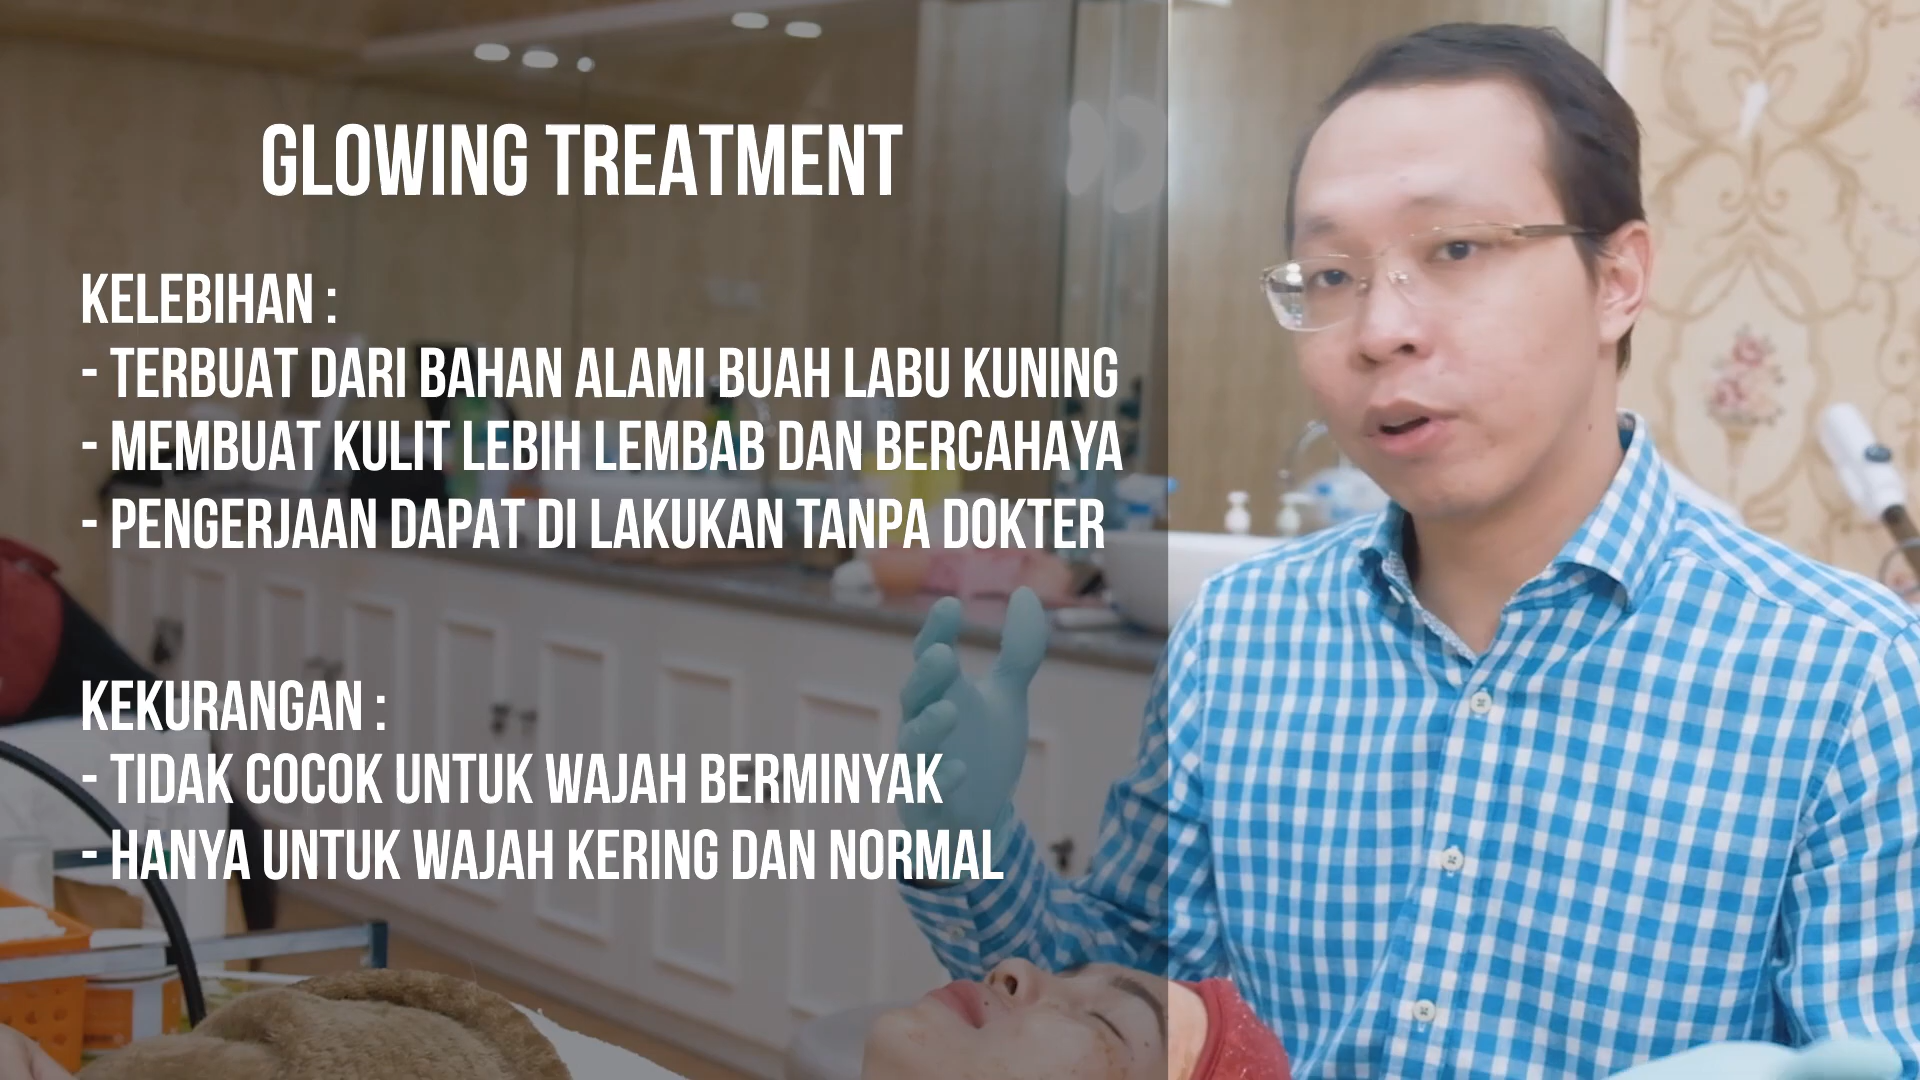 GLOWING TREATMENT
KELEBIHAN :
- TERBUAT DARI BAHAN ALAMI BUAH LABU KUNING
- MEMBUAT KULIT LEBIH LEMBAB DAN BERCAHAYA
- PENGERJAAN DAPAT DI LAKUKAN TANPA DOKTER
KEKURANGAN :
- TIDAK COCOK UNTUK WAJAH BERMINYAK
- HANYA UNTUK WAJAH KERING DAN NORMAL